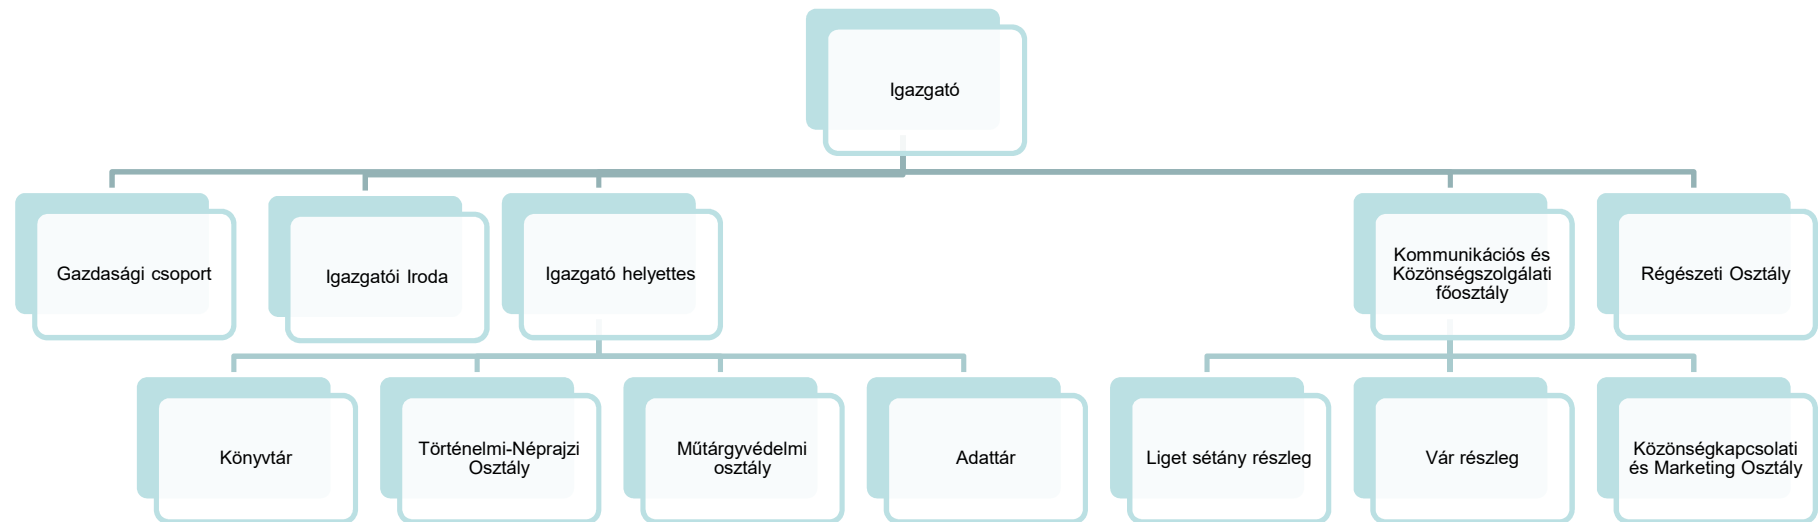 Igazgató
Gazdasági csoport
Igazgatói Iroda
Igazgató helyettes
Kommunikációs és
Közönségszolgálati
főosztály
Régészeti Osztály
Könyvtár
Történelmi-Néprajzi
Osztály
Műtárgyvédelmi
osztály
Adattár
Liget sétány részleg
Vár részleg
Közönségkapcsolati
és Marketing Osztály